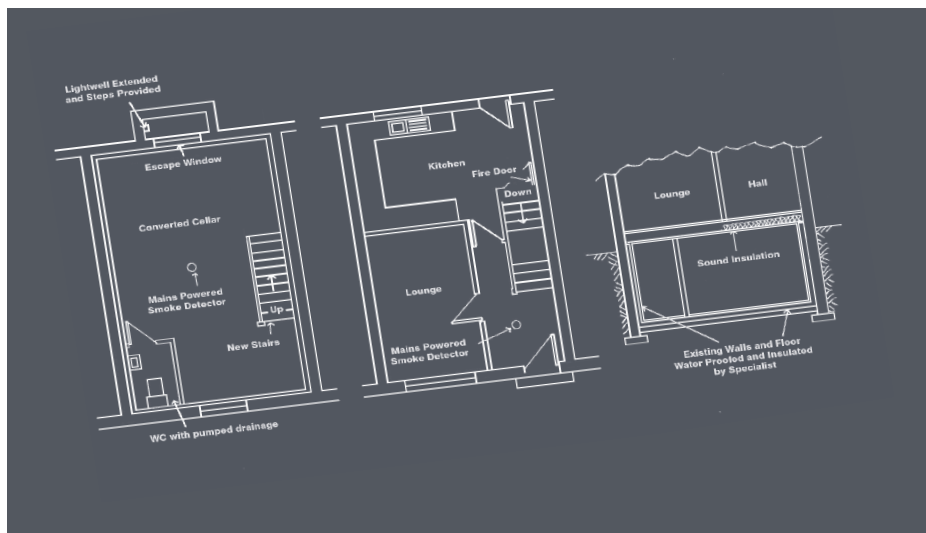 Lightwell Extended
and Steps Provided
Escape Window
Converted Cellar
Mains Powered
Smoke Detector
Up
New Stairs
WC with pumped drainage
Kitchen
Fire Door
Down
Lounge
Mains Powered
Smoke Detector
Lounge
Hall
Sound Insulation
Existing Walls and Floor
Water Proofed and Insulated
by Specialist